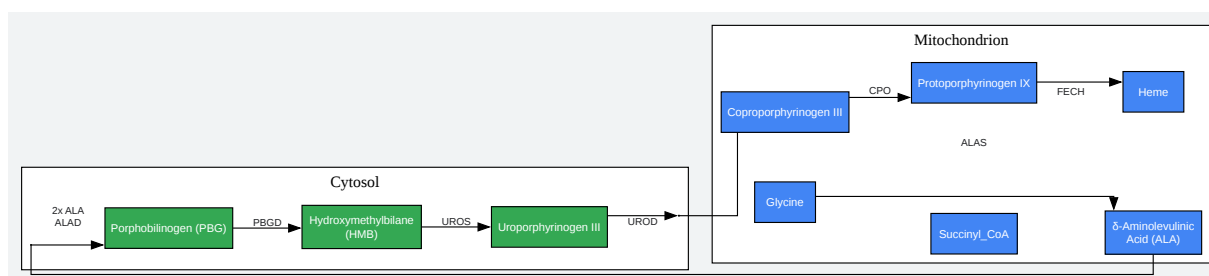 Mitochondrion
Protoporphyrinogen IX
CPO
FECH
Heme
Coproporphyrinogen III
ALAS
Cytosol
Glycine
2x ALA
ALAD
Porphobilinogen (PBG)
PBGD
Hydroxymethylbilane
(HMB)
UROS
Uroporphyrinogen III
UROD
Succinyl_CoA
δ-Aminolevulinic
Acid (ALA)